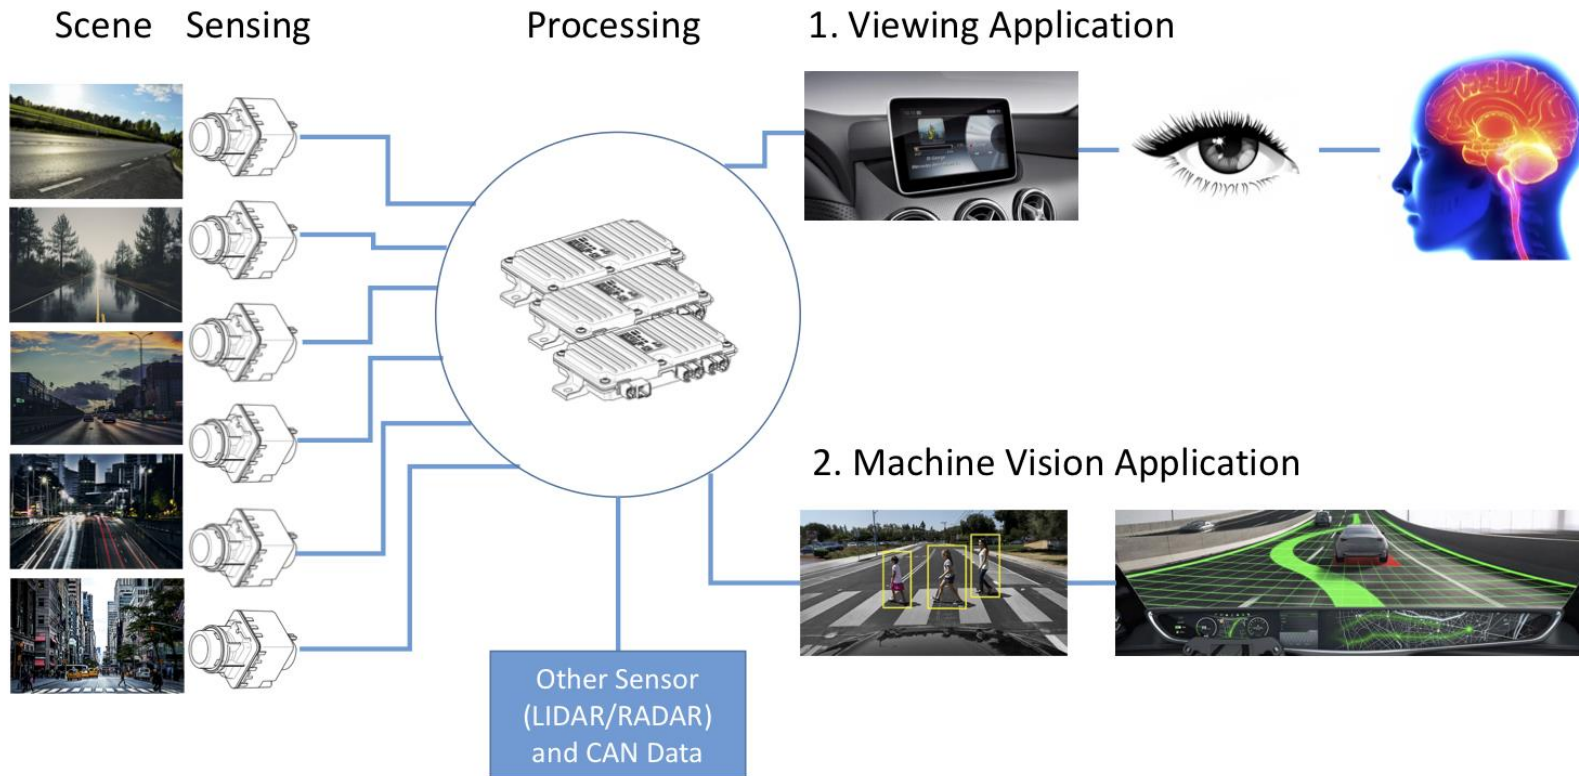 Scene
Sensing
Processing
1. Viewing Application
2. Machine Vision Application
Other Sensor
(LIDAR/RADAR)
and CAN Data